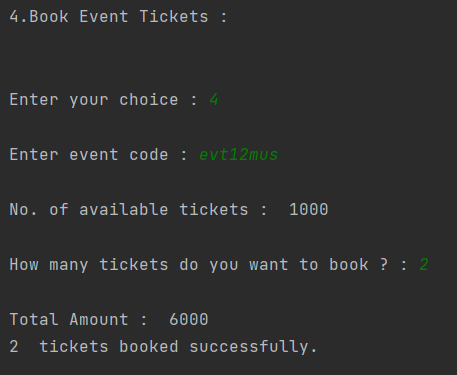 4.Book Event Tickets :
Enter your choice : 4
Enter event code : evt12mus
No. of available tickets :  1000
How many tickets do you want to book ? : 2
Total Amount :  6000
2  tickets booked successfully.